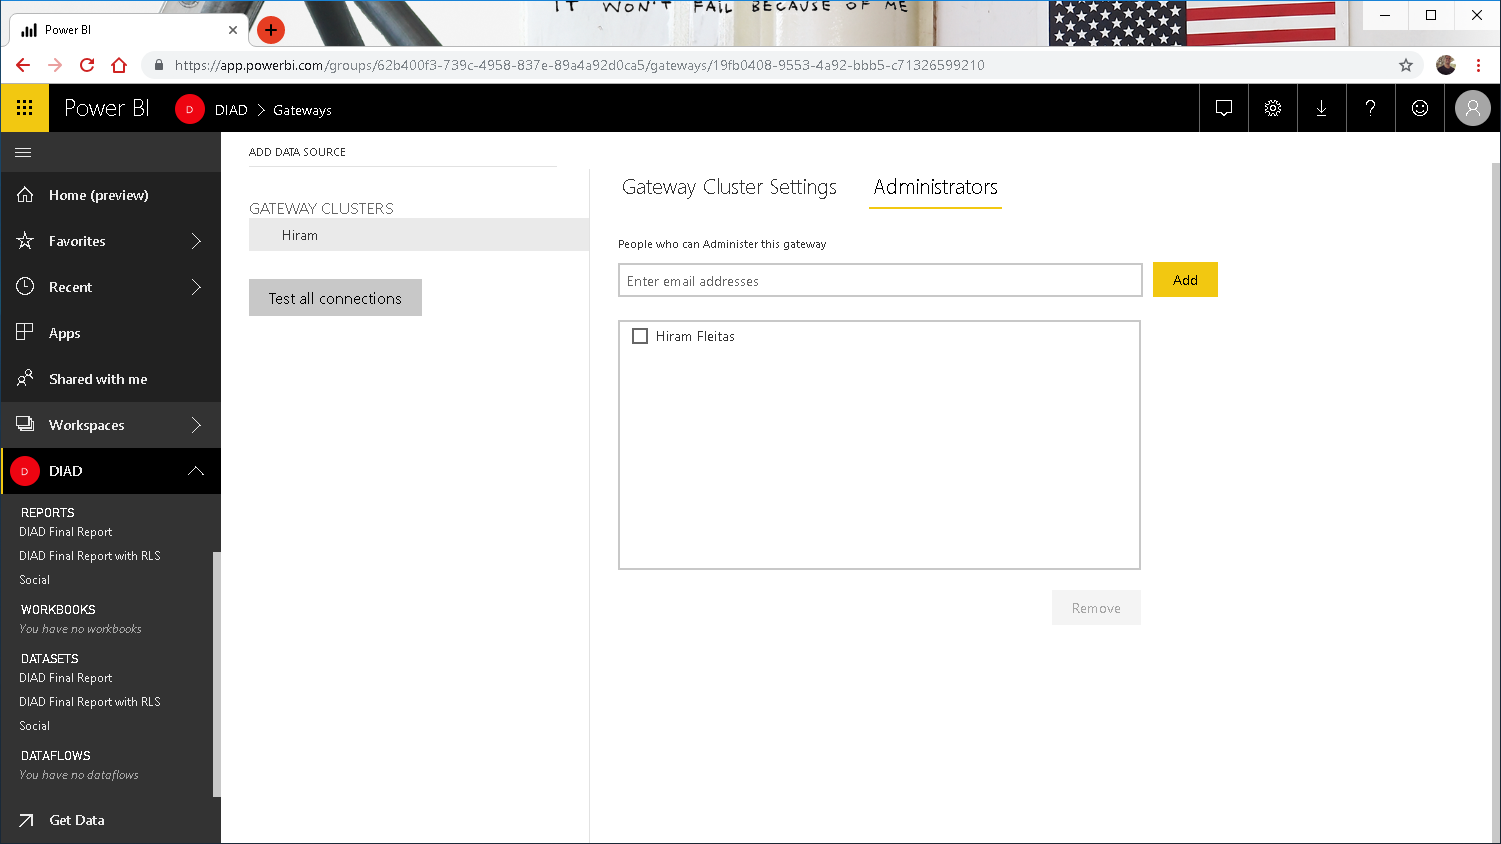 IT WON'T FAIL BECAUSE OF ME
Power BI
https://app.powerbi.com/groups/62b400f3-739c-4958-837e-89a4a92d0ca5/gateways/19fb0408-9553-4a92-bbb5-c71326599210
Power BI
D
DIAD
Gateways
?
Home (preview)
Favorites
Recent
Apps
Shared with me
Workspaces
D
DIAD
REPORTS
DIAD Final Report
DIAD Final Report with RLS
Social
WORKBOOKS
You have no workbooks
DATASETS
DIAD Final Report
DIAD Final Report with RLS
Social
DATAFLOWS
You have no dataflows
Get Data
ADD DATA SOURCE
GATEWAY CLUSTERS
Hiram
Test all connections
Gateway Cluster Settings
Administrators
People who can Administer this gateway
Enter email addresses
Add
Hiram Fleitas
Remove